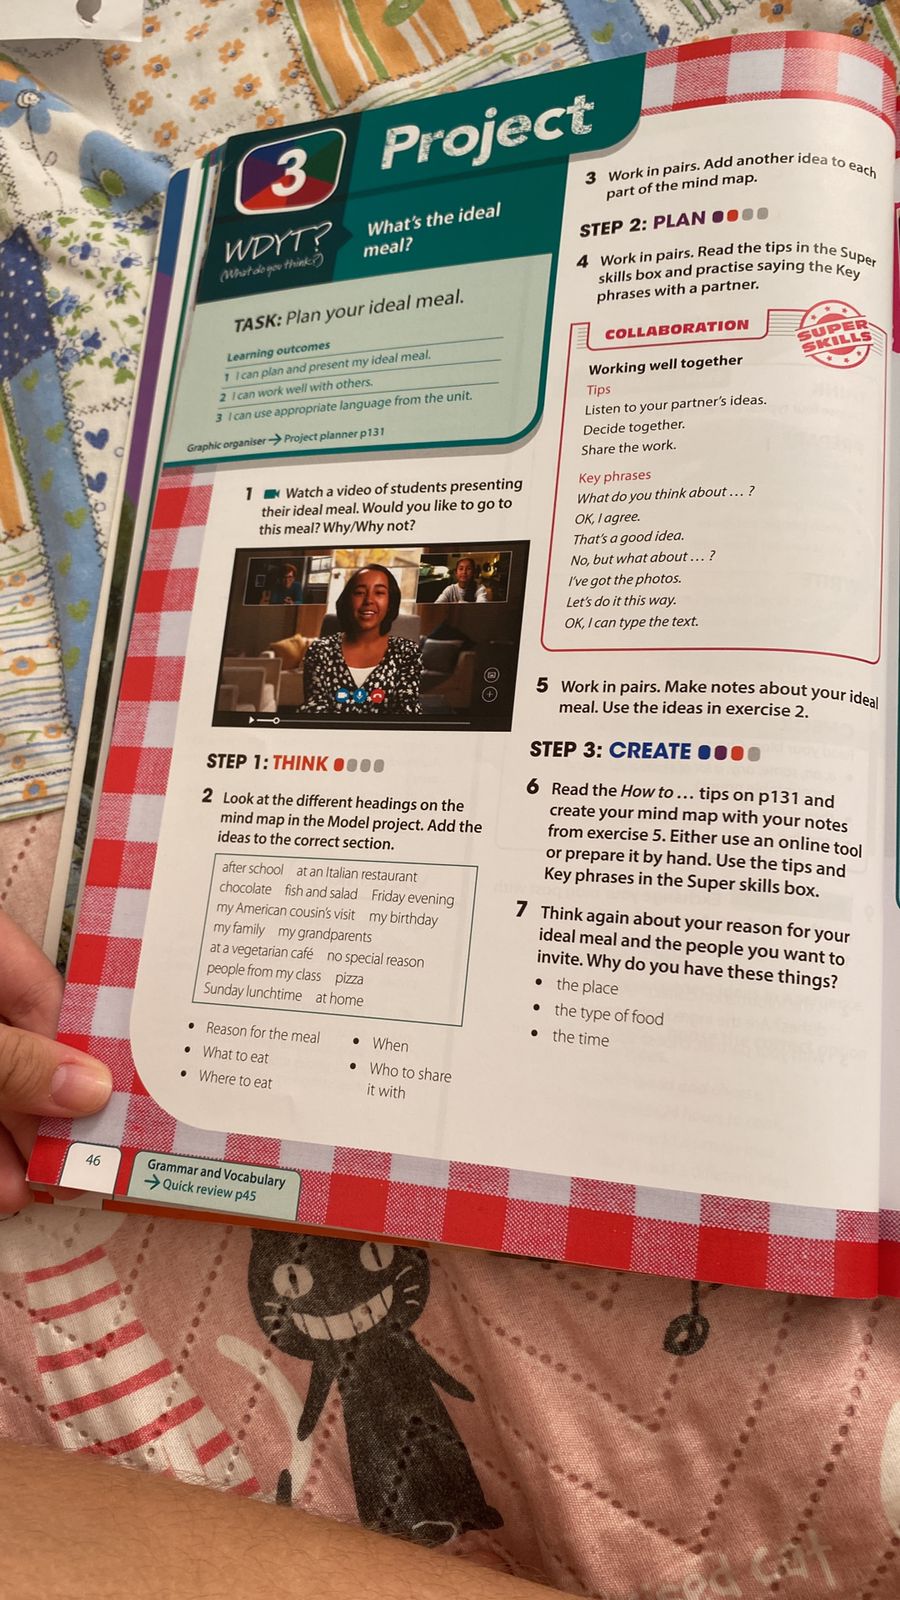 3
Project
WDYT?
(What do you think?)
What's the ideal
meal?
TASK: Plan your ideal meal.
Learning outcomes
1 I can plan and present my ideal meal.
2 I can work well with others.
3 I can use appropriate language from the unit.
Graphic organiser → Project planner p131
1 Watch a video of students presenting
their ideal meal. Would you like to go to
this meal? Why/Why not?
STEP 1: THINK
2 Look at the different headings on the
mind map in the Model project. Add the
ideas to the correct section.
after school at an Italian restaurant
chocolate fish and salad Friday evening
my American cousin's visit my birthday
my family my grandparents
at a vegetarian café no special reason
people from my class pizza
Sunday lunchtime at home
• Reason for the meal
• What to eat
• Where to eat
• When
• Who to share
it with
46
Grammar and Vocabulary
→ Quick review p45
3 Work in pairs. Add another idea to each
part of the mind map.
STEP 2: PLAN
4 Work in pairs. Read the tips in the Super
skills box and practise saying the Key
phrases with a partner.
COLLABORATION
SUPER
SKILLS
Working well together
Tips
Listen to your partner's ideas.
Decide together.
Share the work.
Key phrases
What do you think about … ?
OK, I agree.
That's a good idea.
No, but what about … ?
I've got the photos.
Let's do it this way.
OK, I can type the text.
5 Work in pairs. Make notes about your ideal
meal. Use the ideas in exercise 2.
STEP 3: CREATE
6 Read the How to … tips on p131 and
create your mind map with your notes
from exercise 5. Either use an online tool
or prepare it by hand. Use the tips and
Key phrases in the Super skills box.
7 Think again about your reason for your
ideal meal and the people you want to
invite. Why do you have these things?
• the place
• the type of food
• the time
cat